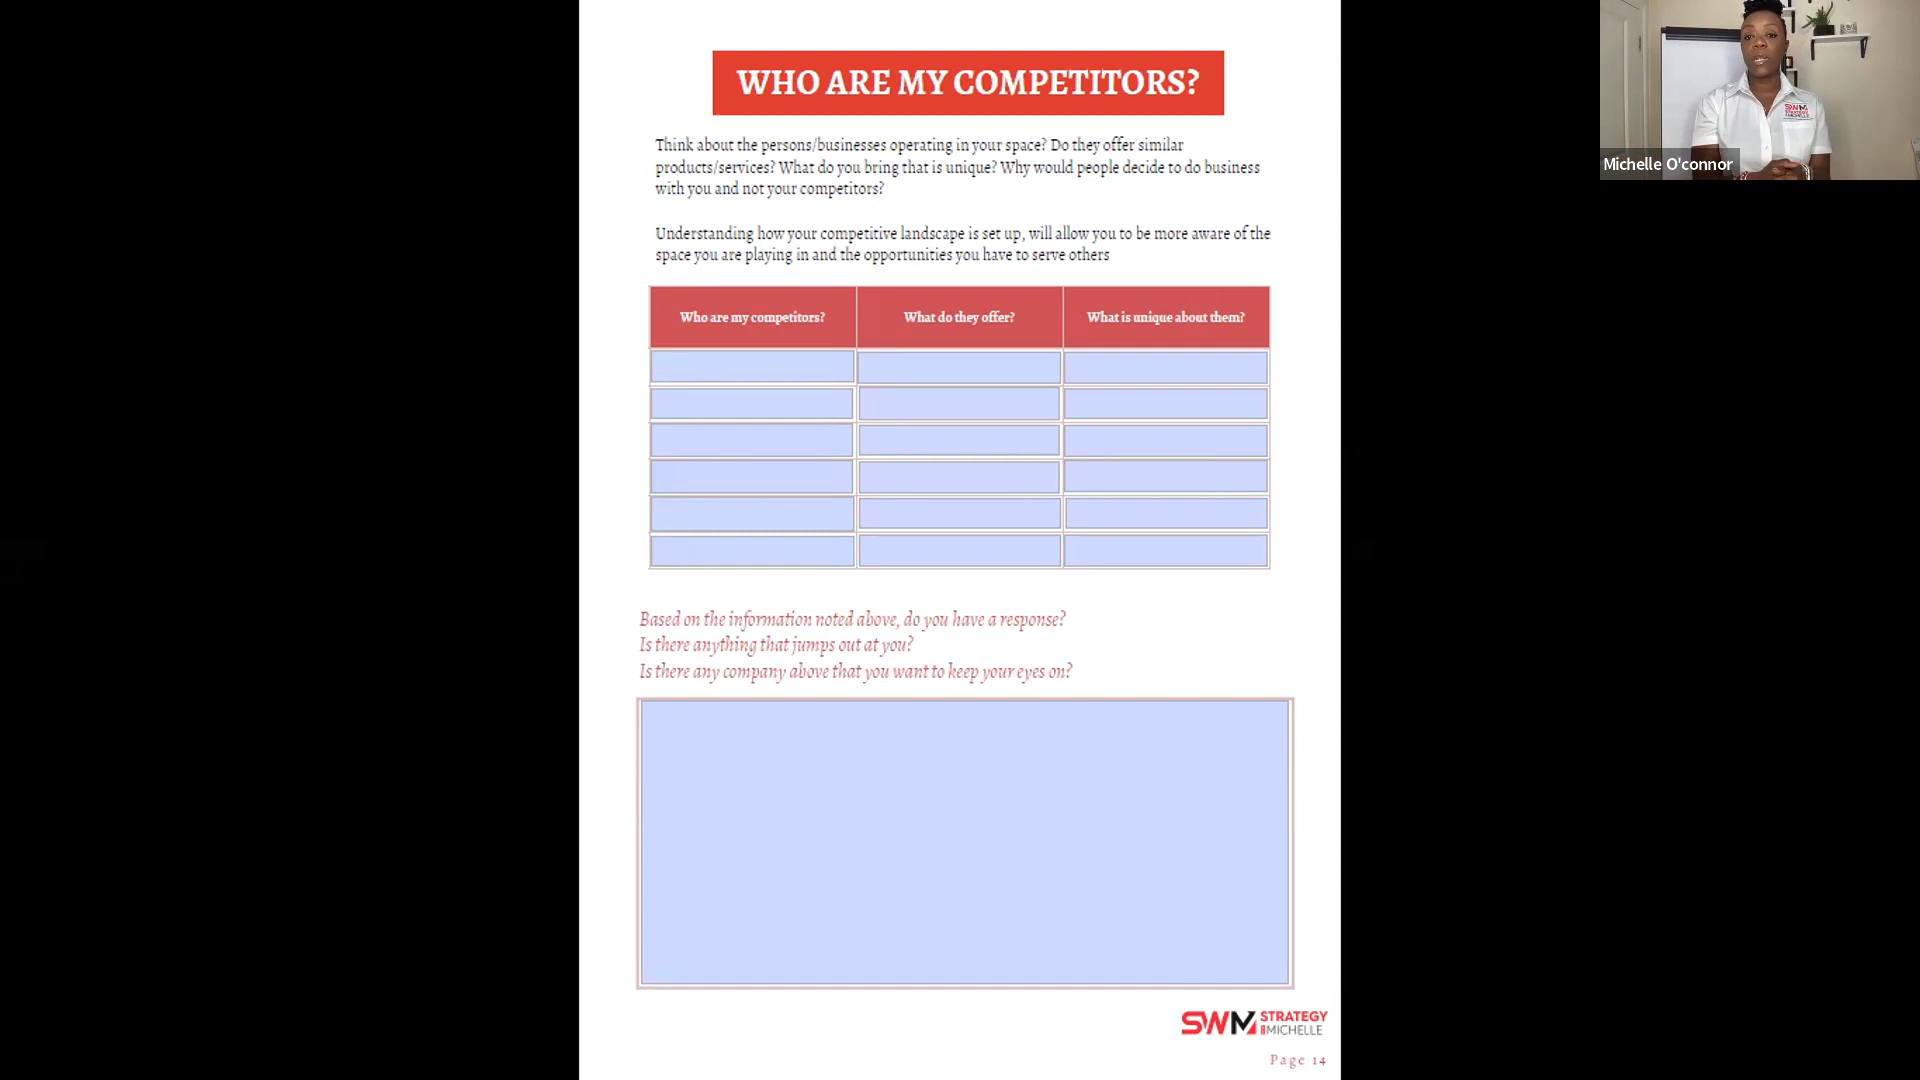 WHO ARE MY COMPETITORS?
Think about the persons/businesses operating in your space? Do they offer similar
products/services? What do you bring that is unique? Why would people decide to do business
with you and not your competitors?
Understanding how your competitive landscape is set up, will allow you to be more aware of the
space you are playing in and the opportunities you have to serve others
Who are my competitors? What do they offer? What is unique about them?
Based on the information noted above, do you have a response?
Is there anything that jumps out at you?
Is there any company above that you want to keep your eyes on?
SWM STRATEGY
MICHELLE
Page 14
SWM
STRATEGY
MICHELLE
Michelle O'connor